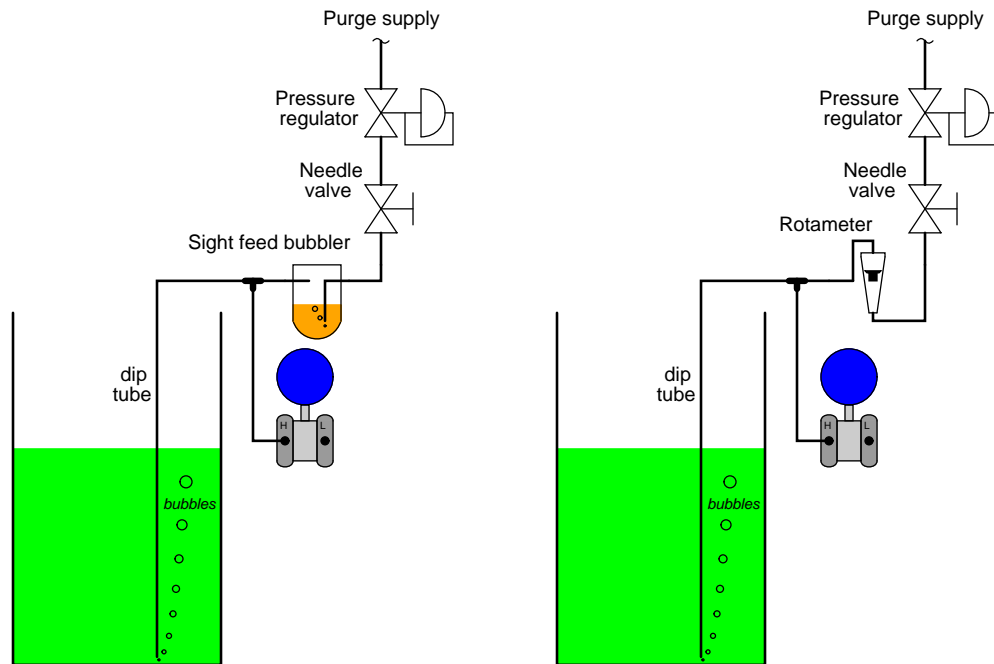 Purge supply
Pressure
regulator
Needle
valve
Sight feed bubbler
dip
tube
H
L
bubbles
Purge supply
Pressure
regulator
Needle
valve
Rotameter
dip
tube
H
L
bubbles